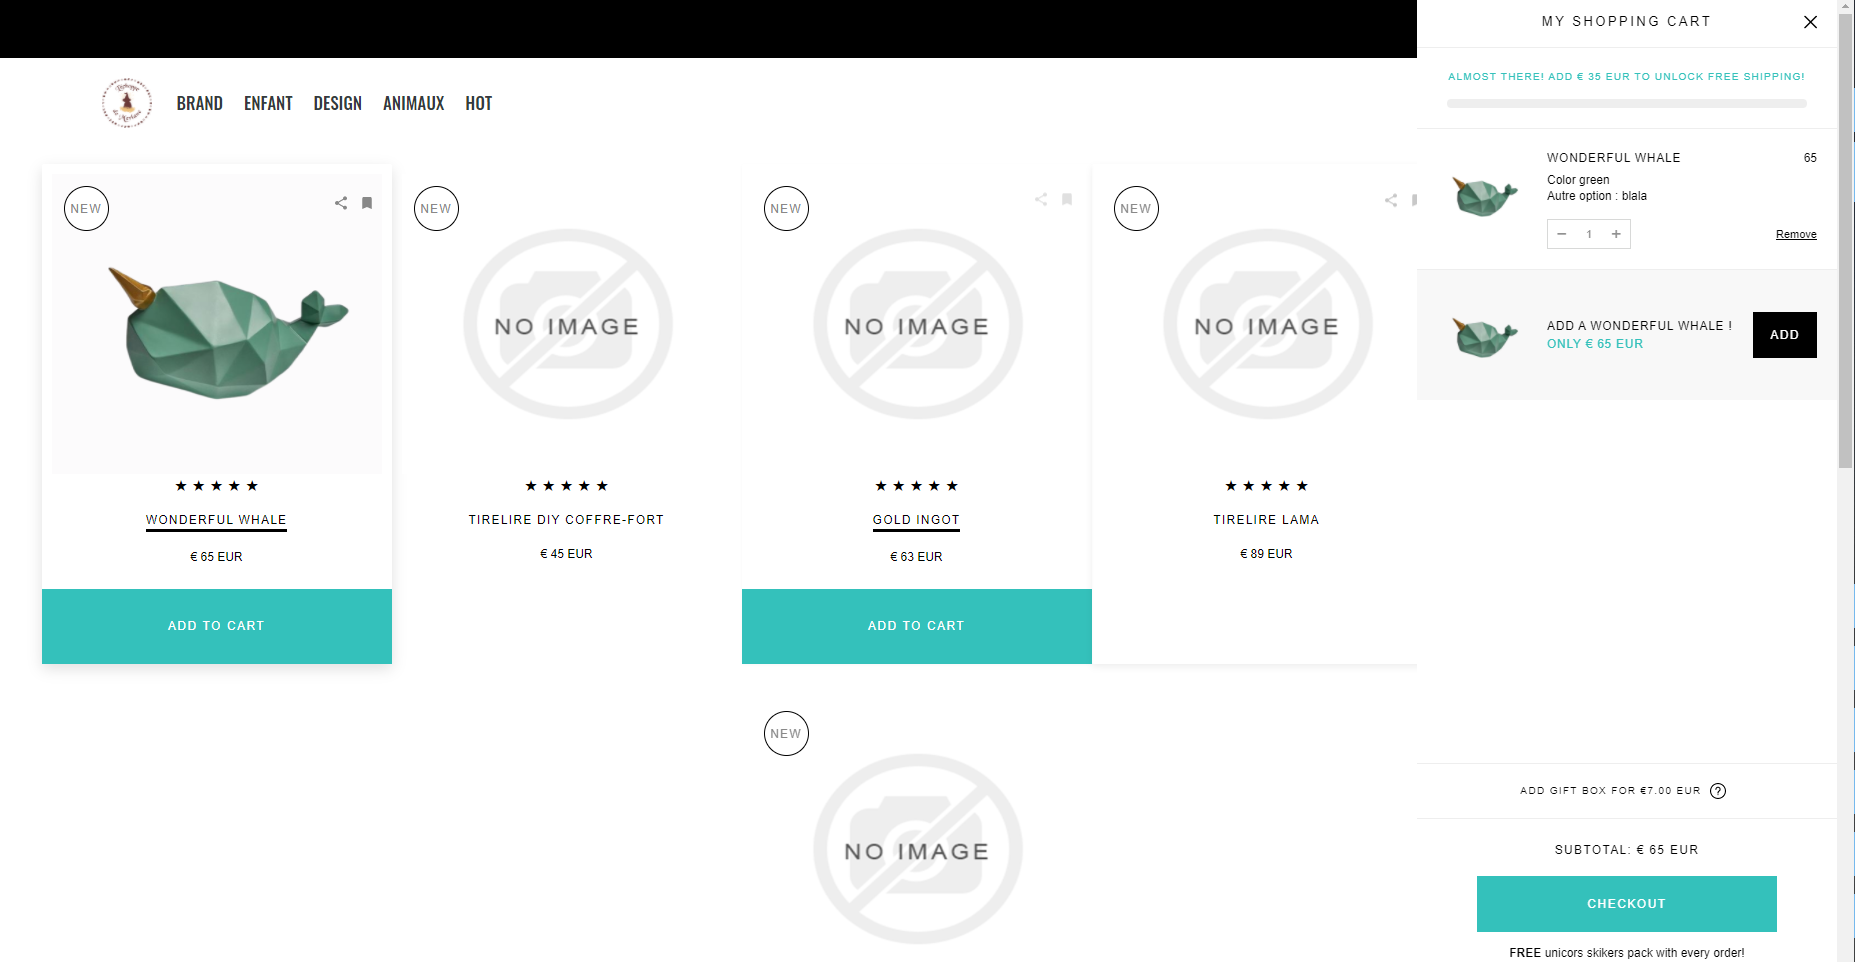 BRAND ENFANT DESIGN ANIMAUX HOT
NEW
★★★★★
WONDERFUL WHALE
€ 65 EUR
ADD TO CART
NEW
NO IMAGE
★★★★★
TIRELIRE DIY COFFRE-FORT
€ 45 EUR
NEW
NO IMAGE
★★★★★
GOLD INGOT
€ 63 EUR
ADD TO CART
NEW
NO IMAGE
★★★★★
TIRELIRE LAMA
€ 89 EUR
NEW
NO IMAGE
MY SHOPPING CART
ALMOST THERE! ADD € 35 EUR TO UNLOCK FREE SHIPPING!
WONDERFUL WHALE 65
Color green
Autre option : blala
− 1 + Remove
ADD A WONDERFUL WHALE !
ONLY € 65 EUR
ADD
ADD GIFT BOX FOR €7.00 EUR ?
SUBTOTAL: € 65 EUR
CHECKOUT
FREE unicors skikers pack with every order!